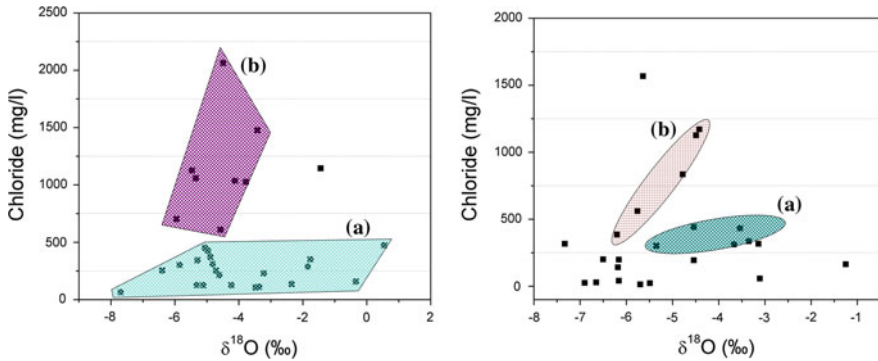 2500
2000
1500
1000
500
0
Chloride (mg/l)
(b)
(a)
-8 -6 -4 -2 0 2
δ¹⁸O (‰)
2000
1500
1000
500
0
Chloride (mg/l)
(b)
(a)
-8 -7 -6 -5 -4 -3 -2 -1
δ¹⁸O (‰)